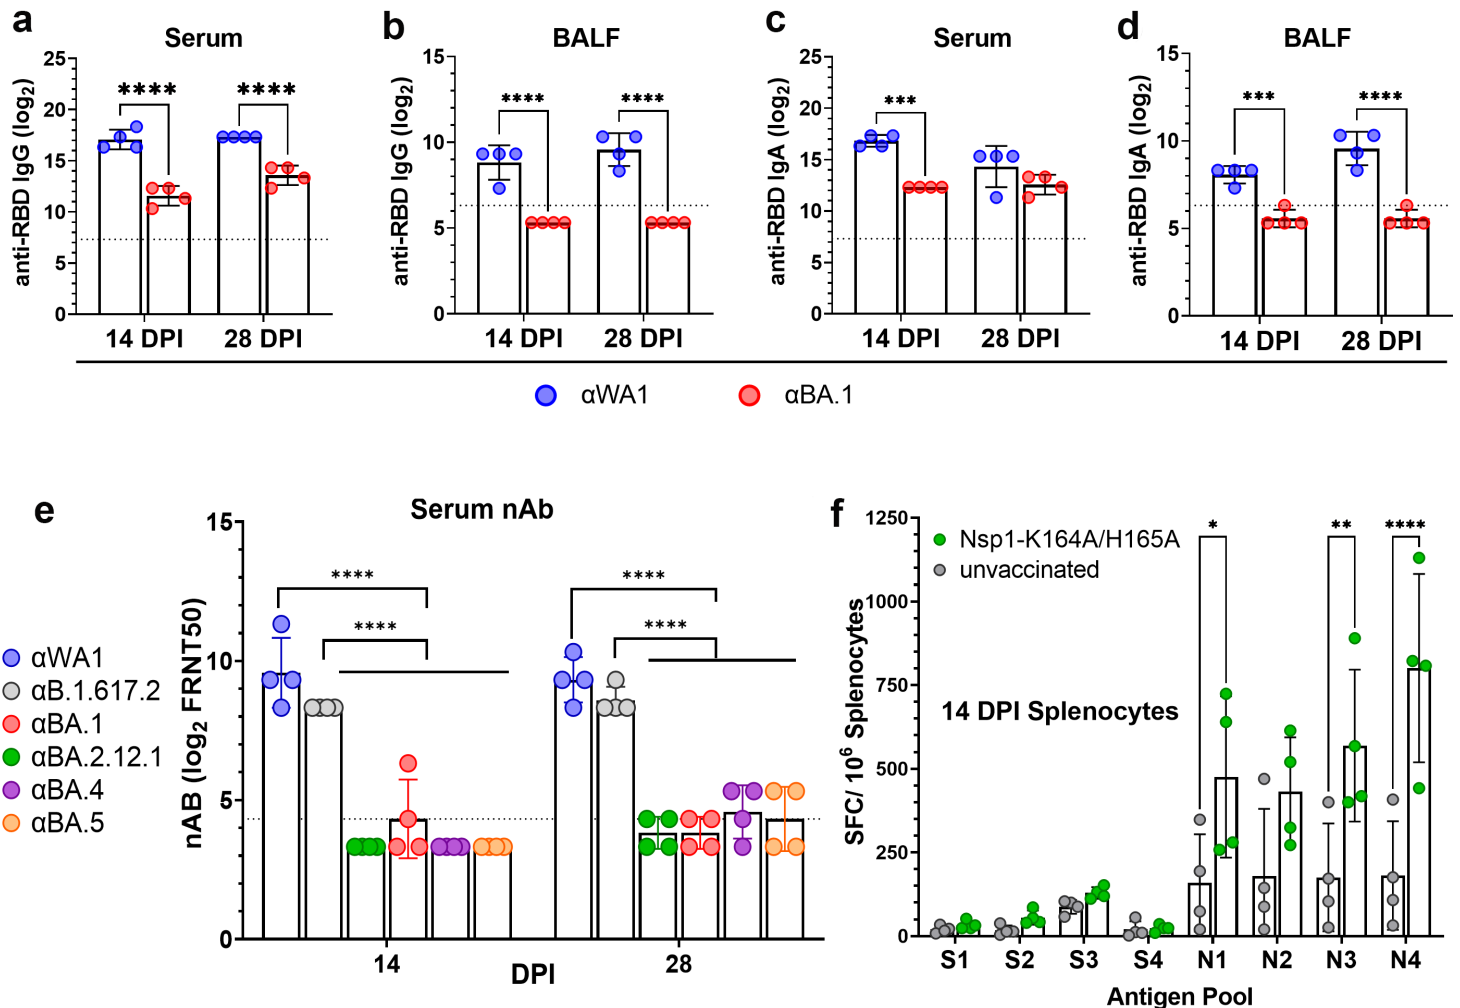 a
Serum
anti-RBD IgG (log2)
25
20
15
10
5
0
****
****
14 DPI
28 DPI
b
BALF
anti-RBD IgG (log2)
15
10
5
0
****
****
14 DPI
28 DPI
c
Serum
anti-RBD IgA (log2)
25
20
15
10
5
0
***
14 DPI
28 DPI
d
BALF
anti-RBD IgA (log2)
15
10
5
0
***
****
14 DPI
28 DPI
αWA1
αBA.1
e
Serum nAb
αWA1
αB.1.617.2
αBA.1
αBA.2.12.1
αBA.4
αBA.5
nAB (log2 FRNT50)
15
10
5
0
****
****
****
****
14
28
DPI
f
Nsp1-K164A/H165A
unvaccinated
14 DPI Splenocytes
SFC/ 10^6 Splenocytes
1250
1000
750
500
250
0
*
**
****
S1 S2 S3 S4 N1 N2 N3 N4
Antigen Pool